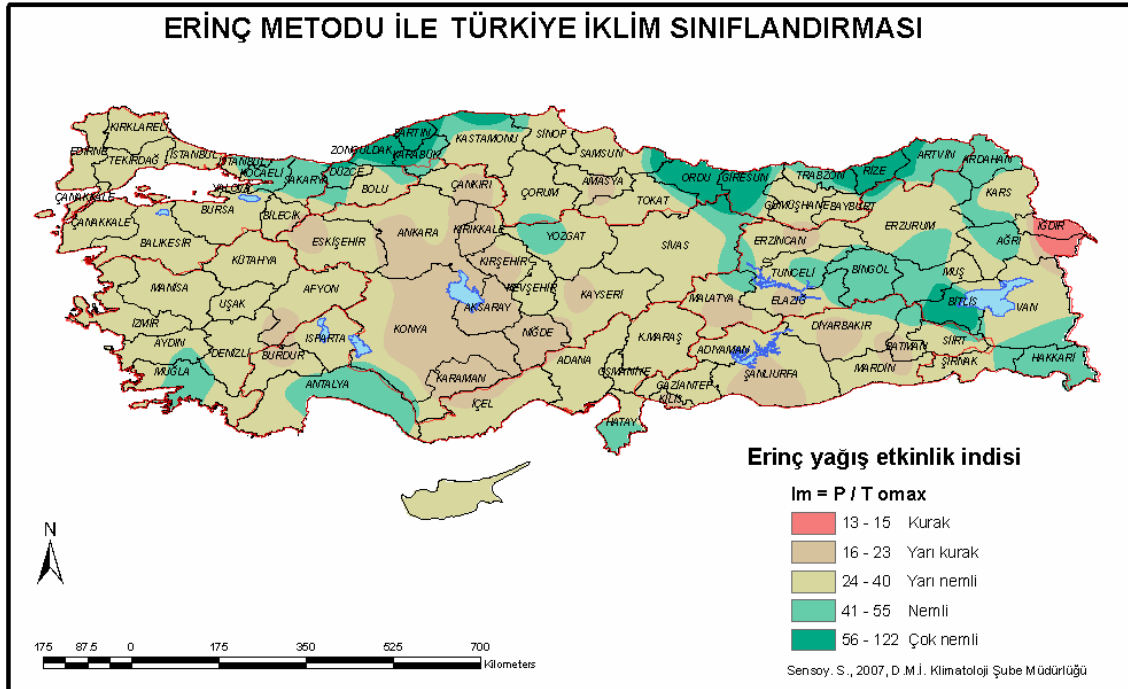 ERİNÇ METODU İLE TÜRKİYE İKLİM SINIFLANDIRMASI
KIRKLARELİ
EDİRNE
TEKİRDAĞ
İSTANBUL
İSTANBUL
KOCAELİ
YALOVA
SAKARYA
DÜZCE
ZONGULDAK
BARTIN
KARABÜK
KASTAMONU
SİNOP
SAMSUN
ORDU
GİRESUN
TRABZON
RİZE
ARTVİN
ARDAHAN
KARS
IĞDIR
AĞRI
ÇANAKKALE
ÇANAKKALE
BURSA
BİLECİK
BOLU
ÇANKIRI
ÇORUM
AMASYA
TOKAT
GÜMÜŞHANE
BAYBURT
ERZURUM
ERZİNCAN
BALIKESİR
KÜTAHYA
ESKİŞEHİR
ANKARA
KIRIKKALE
YOZGAT
SİVAS
TUNCELİ
BİNGÖL
MUŞ
BİTLİS
VAN
MANİSA
UŞAK
AFYON
KIRŞEHİR
NEVŞEHİR
KAYSERİ
MALATYA
ELAZIĞ
DİYARBAKIR
BATMAN
SİİRT
ŞIRNAK
HAKKARİ
İZMİR
AYDIN
DENİZLİ
BURDUR
ISPARTA
KONYA
AKSARAY
NİĞDE
ADANA
K.MARAŞ
ADIYAMAN
ŞANLIURFA
MARDİN
MUĞLA
ANTALYA
KARAMAN
İÇEL
OSMANİYE
GAZİANTEP
KİLİS
HATAY
Erinç yağış etkinlik indisi
Im = P / T omax
13 - 15 Kurak
16 - 23 Yarı kurak
24 - 40 Yarı nemli
41 - 55 Nemli
56 - 122 Çok nemli
N
175 87.5 0 175 350 525 700
Kilometers
Sensoy. S., 2007, D.M.İ. Klimatoloji Şube Müdürlüğü